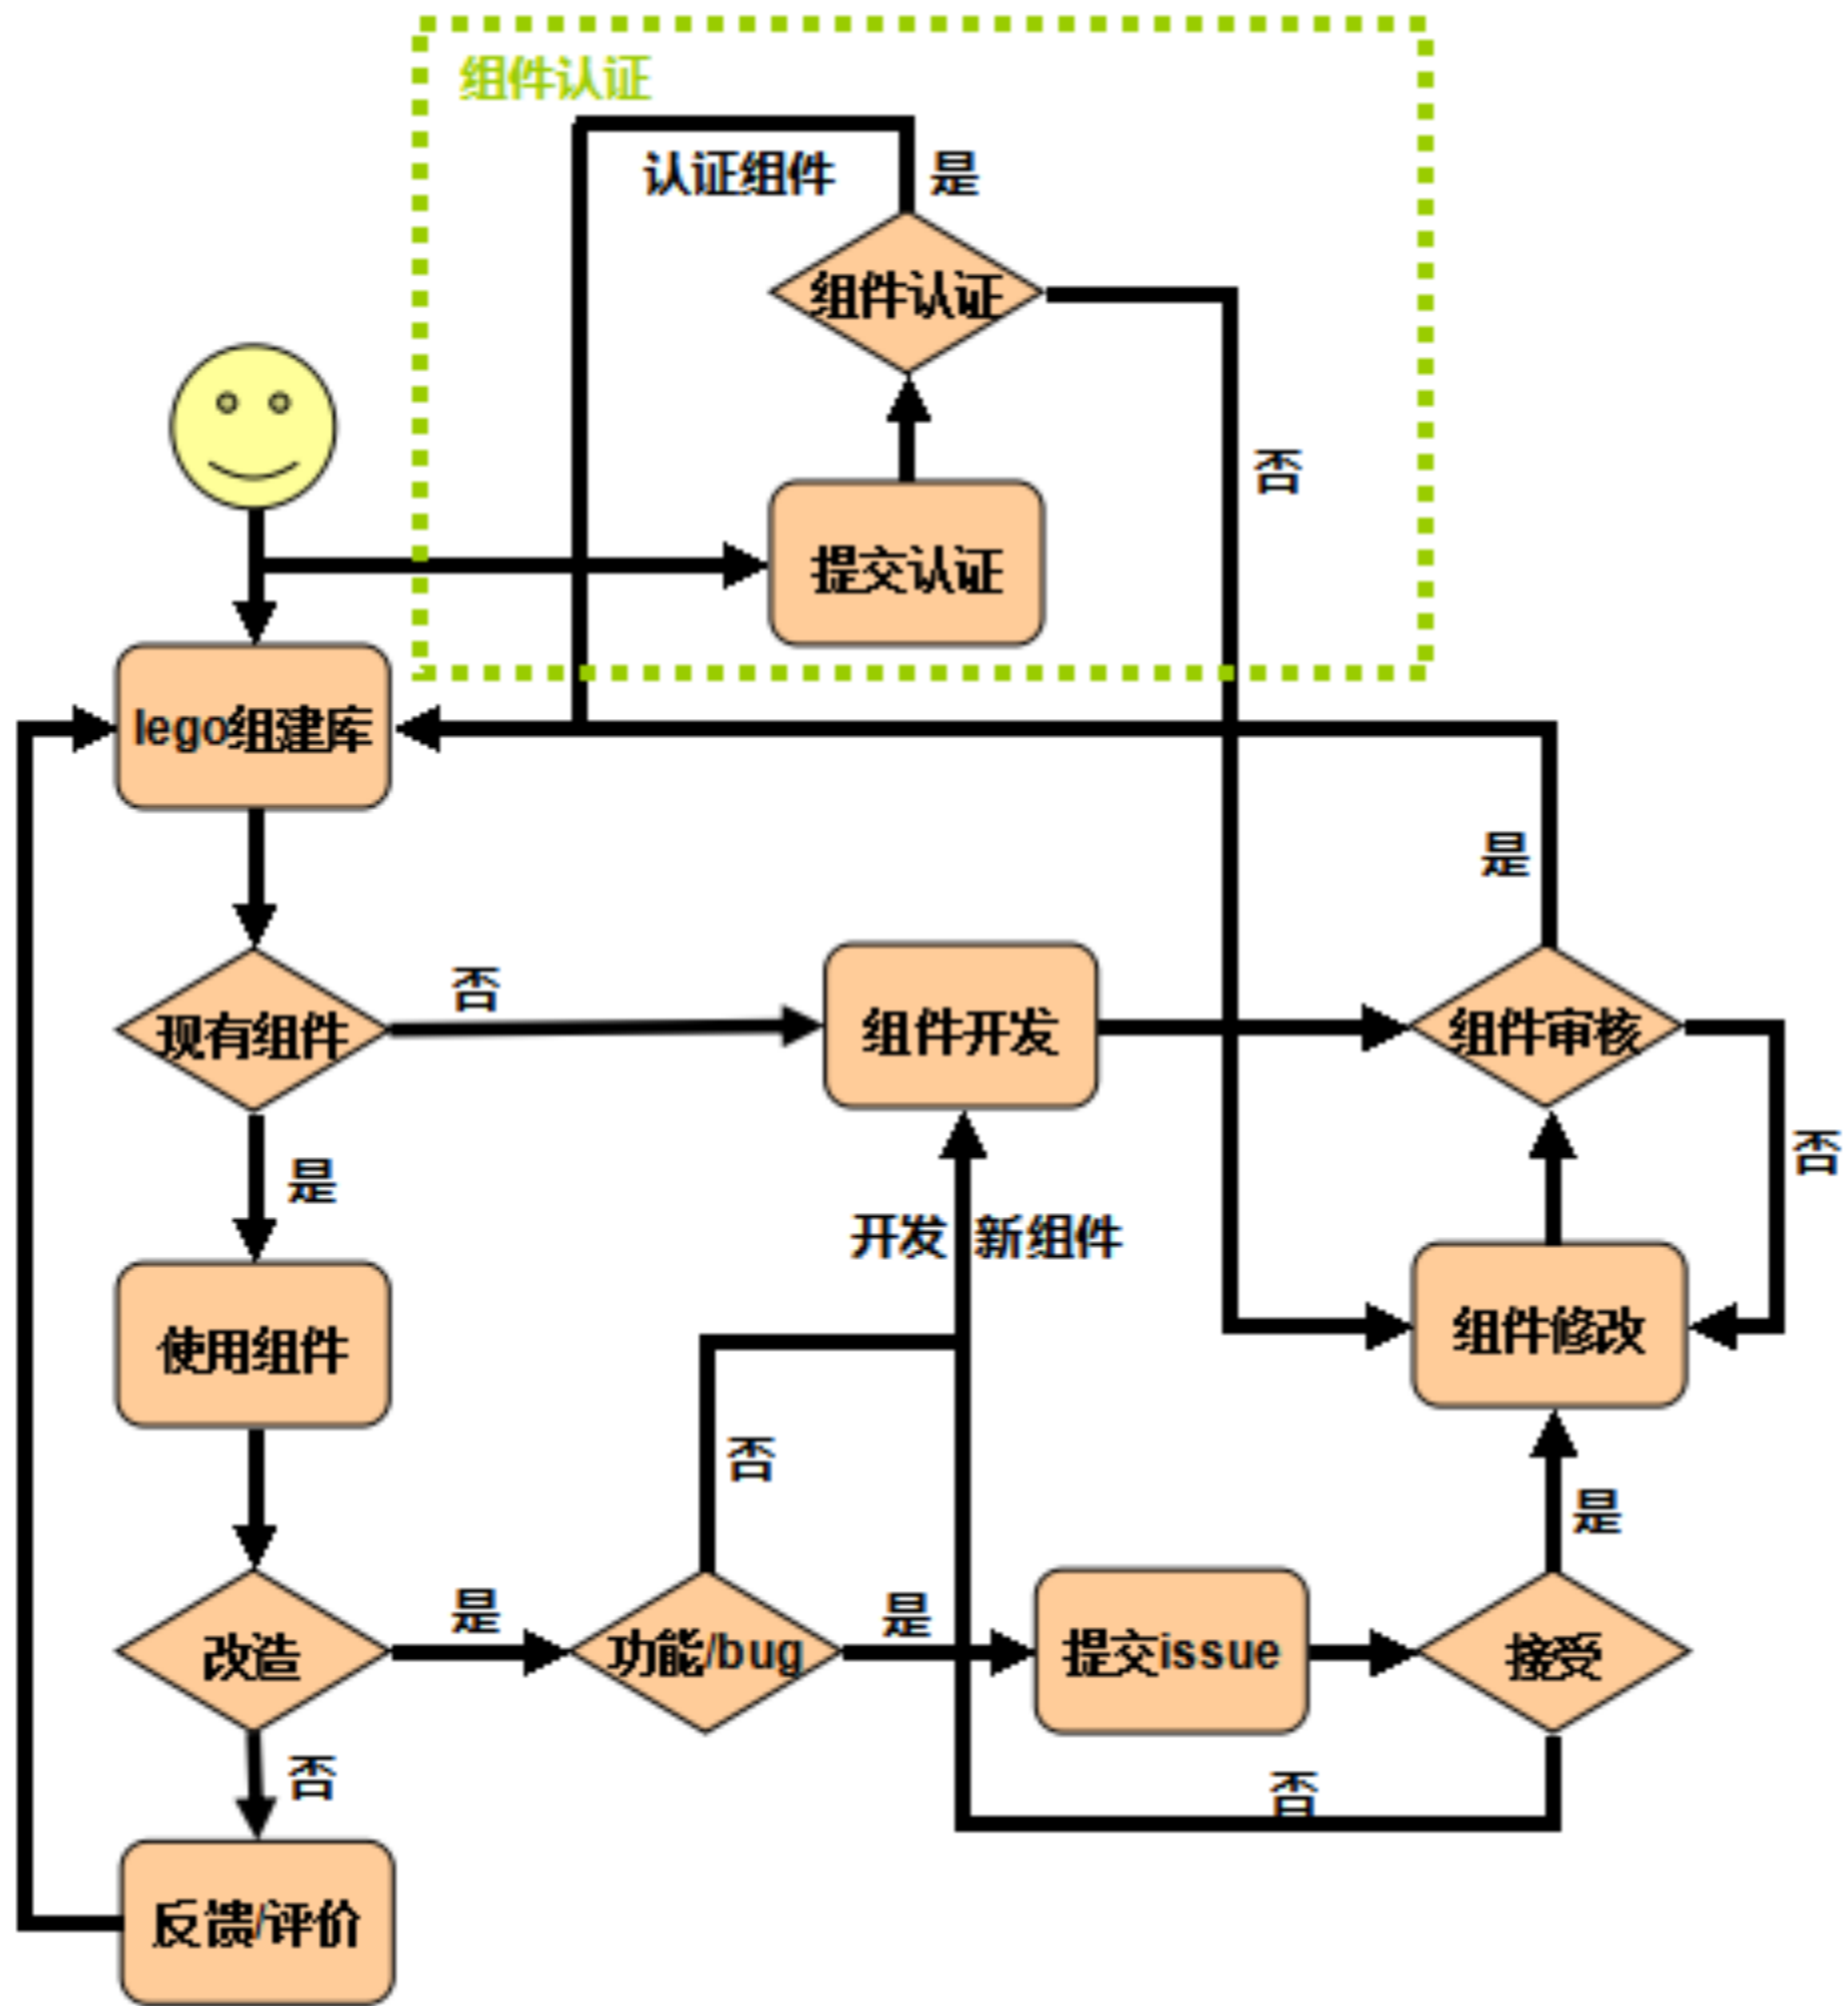 组件认证
认证组件
是
组件认证
否
提交认证
lego组建库
是
现有组件
否
组件开发
组件审核
否
是
开发 新组件
使用组件
组件修改
否
是
改造
是
功能/bug
是
提交issue
接受
否
否
反馈/评价